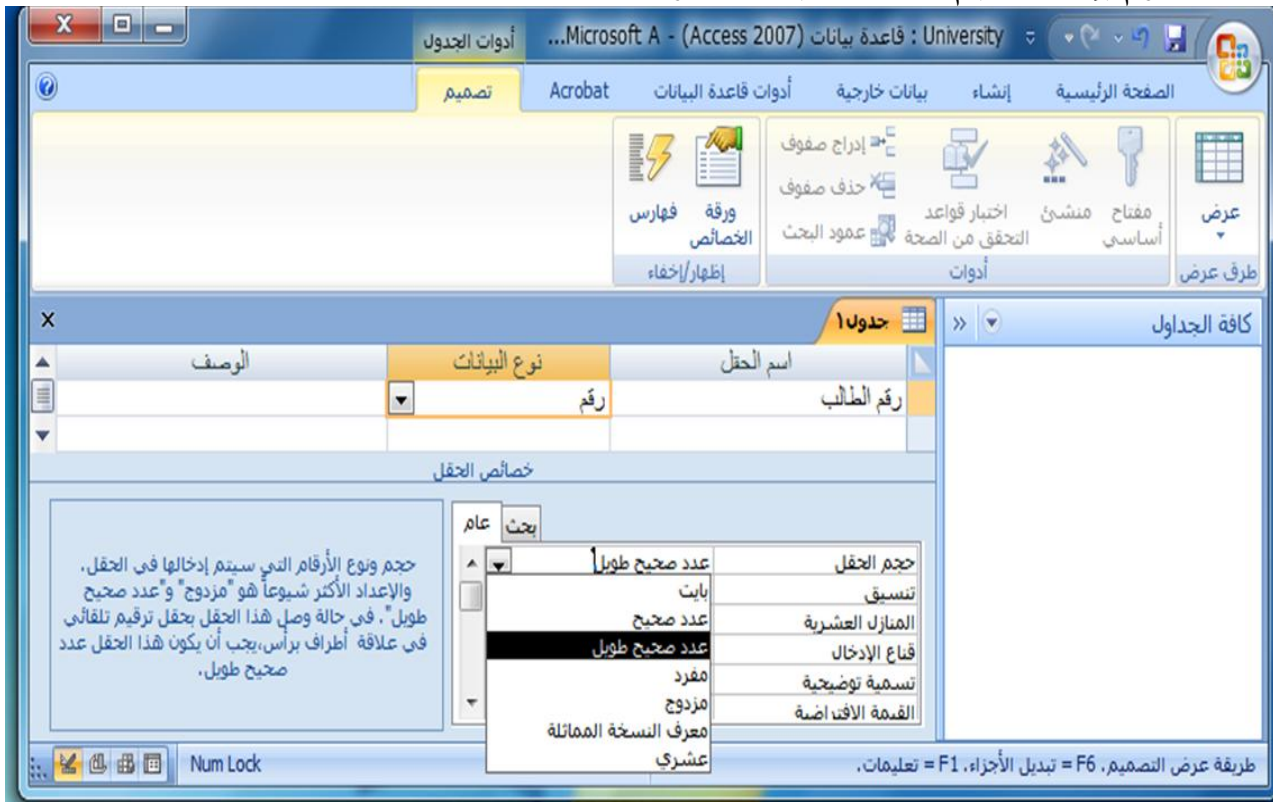 University : قاعدة بيانات (Access 2007) - Microsoft A...
أدوات الجدول
الصفحة الرئيسية
إنشاء
بيانات خارجية
أدوات قاعدة البيانات
Acrobat
تصميم
عرض
مفتاح أساسي
منشئ
اختبار قواعد التحقق من الصحة
إدراج صفوف
حذف صفوف
عمود البحث
ورقة الخصائص
فهارس
طرق عرض
أدوات
إظهار/إخفاء
كافة الجداول
جدول١
اسم الحقل
نوع البيانات
الوصف
رقم الطالب
رقم
خصائص الحقل
عام
بحث
حجم الحقل
عدد صحيح طويل
تنسيق
المنازل العشرية
قناع الإدخال
تسمية توضيحية
القيمة الافتراضية
بايت
عدد صحيح
عدد صحيح طويل
مفرد
مزدوج
معرف النسخة المماثلة
عشري
حجم ونوع الأرقام التي سيتم إدخالها في الحقل.
والإعداد الأكثر شيوعاً هو "مزدوج" و"عدد صحيح
طويل". في حالة وصل هذا الحقل بحقل ترقيم تلقائي
في علاقة أطراف برأس،يجب أن يكون هذا الحقل عدد
صحيح طويل.
طريقة عرض التصميم. F6 = تبديل الأجزاء. F1 = تعليمات.
Num Lock